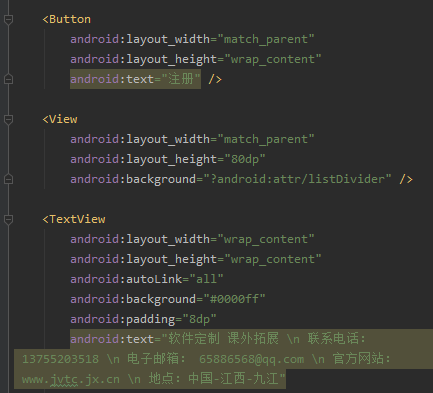 <Button
android:layout_width="match_parent"
android:layout_height="wrap_content"
android:text="注册" />
<View
android:layout_width="match_parent"
android:layout_height="80dp"
android:background="?android:attr/listDivider" />
<TextView
android:layout_width="wrap_content"
android:layout_height="wrap_content"
android:autoLink="all"
android:background="#0000ff"
android:padding="8dp"
android:text="软件定制 课外拓展 \n 联系电话：
13755203518 \n 电子邮箱： 65886568@qq.com \n 官方网站：
www.jvtc.jx.cn \n 地点：中国-江西-九江"